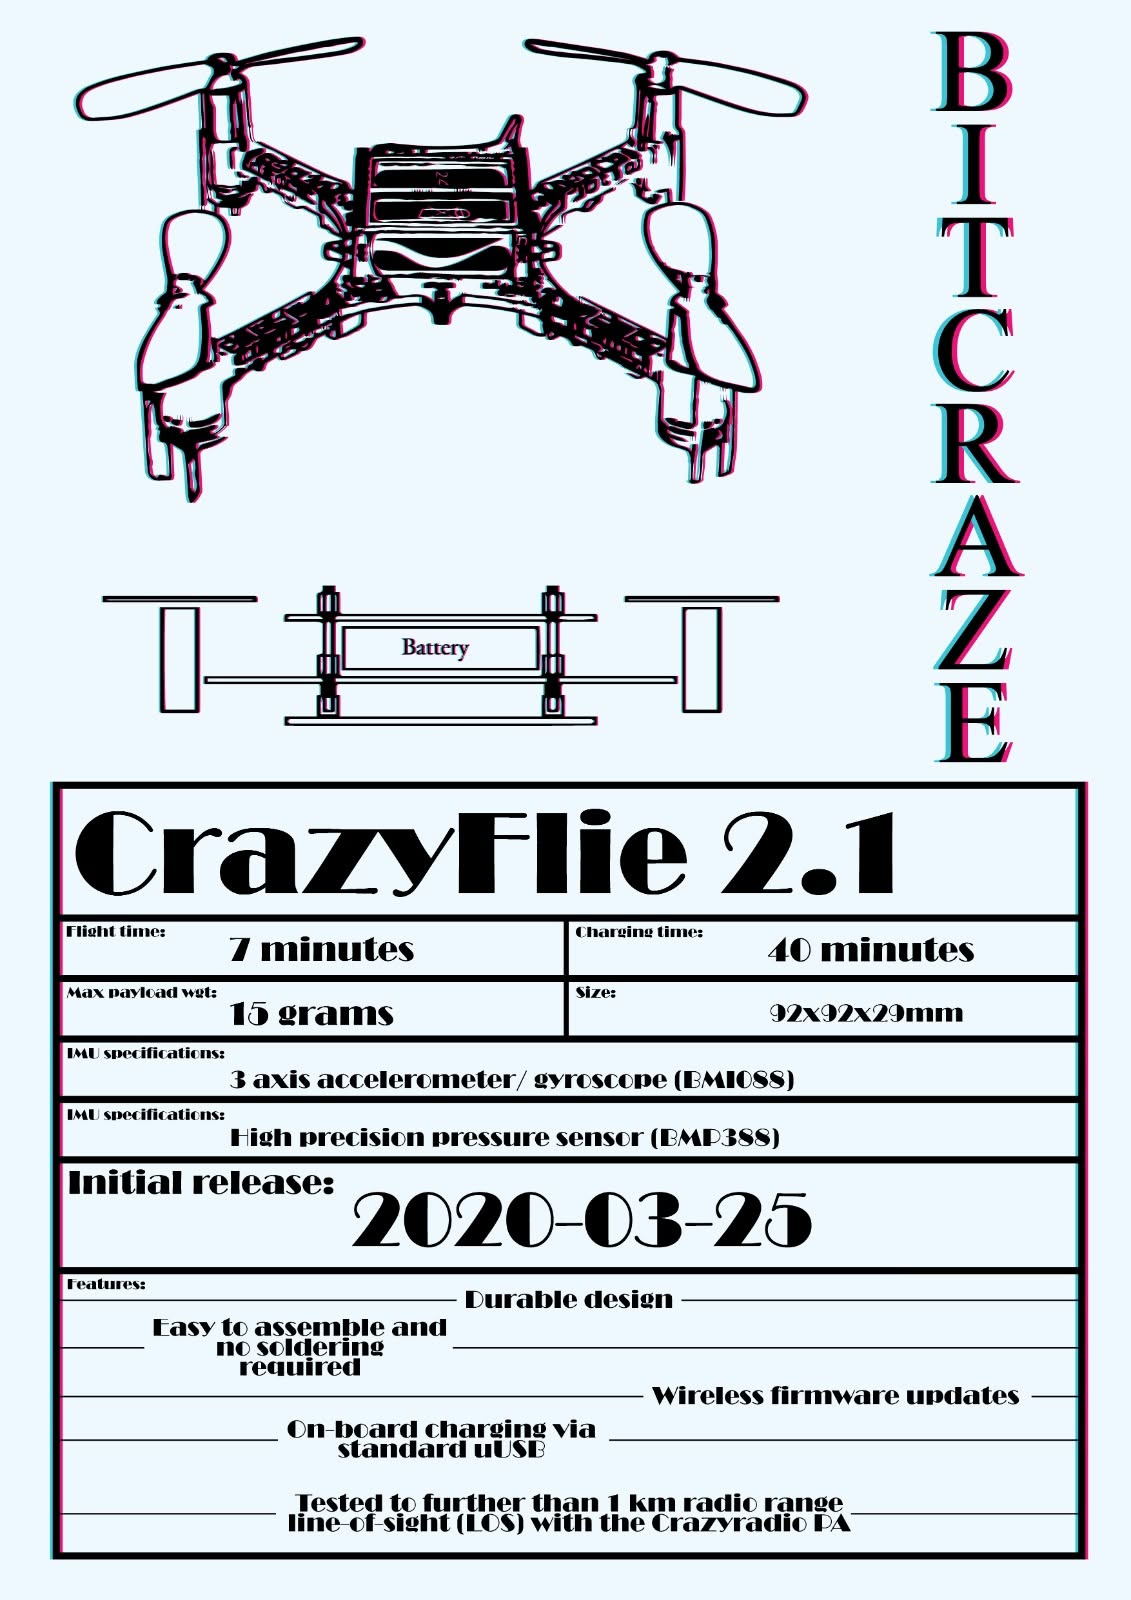 BITCRAZE
Battery
CrazyFlie 2.1
Flight time:
7 minutes
Charging time:
40 minutes
Max payload wgt:
15 grams
Size:
92x92x29mm
IMU specifications:
3 axis accelerometer/ gyroscope (BMI088)
IMU specifications:
High precision pressure sensor (BMP388)
Initial release:
2020-03-25
Features:
Durable design
Easy to assemble and
no soldering
required
Wireless firmware updates
On-board charging via
standard uUSB
Tested to further than 1 km radio range
line-of-sight (LOS) with the Crazyradio PA